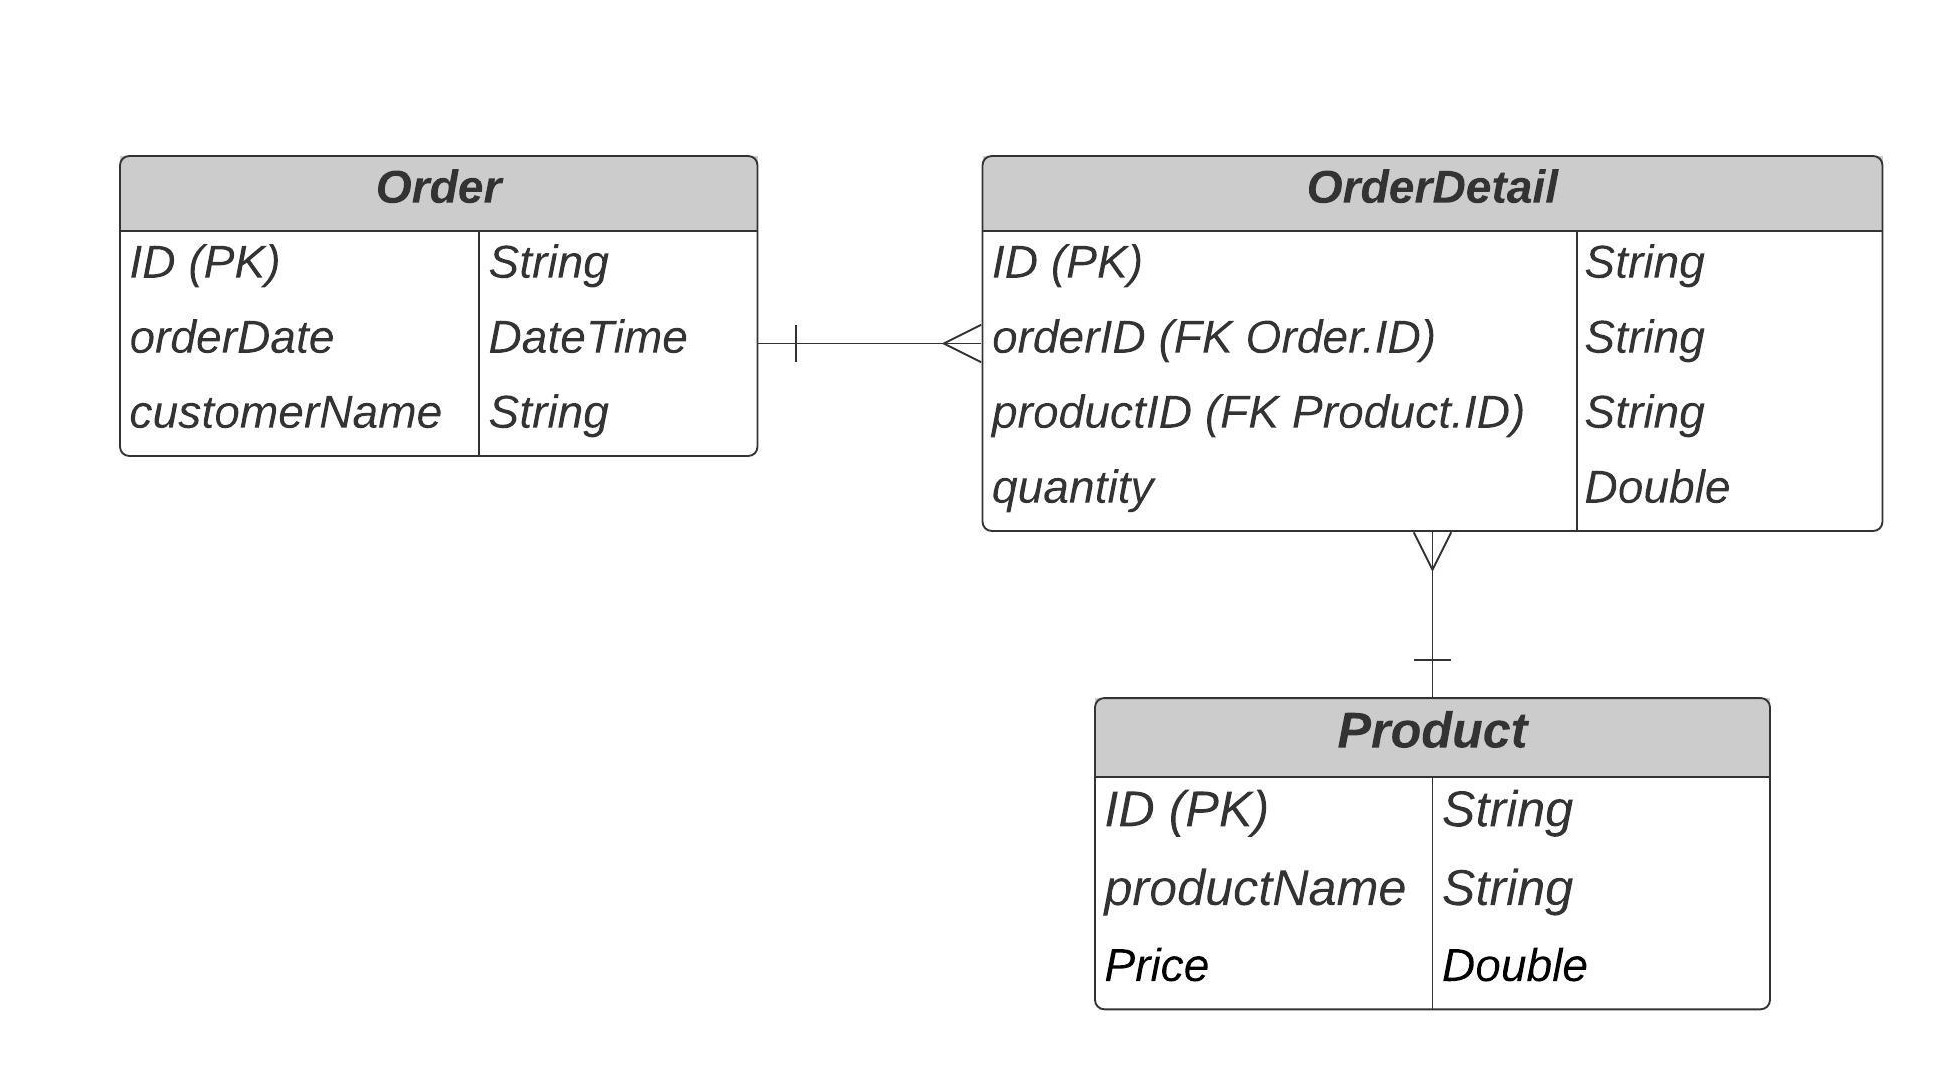 Order
ID (PK) String
orderDate DateTime
customerName String
OrderDetail
ID (PK) String
orderID (FK Order.ID) String
productID (FK Product.ID) String
quantity Double
Product
ID (PK) String
productName String
Price Double